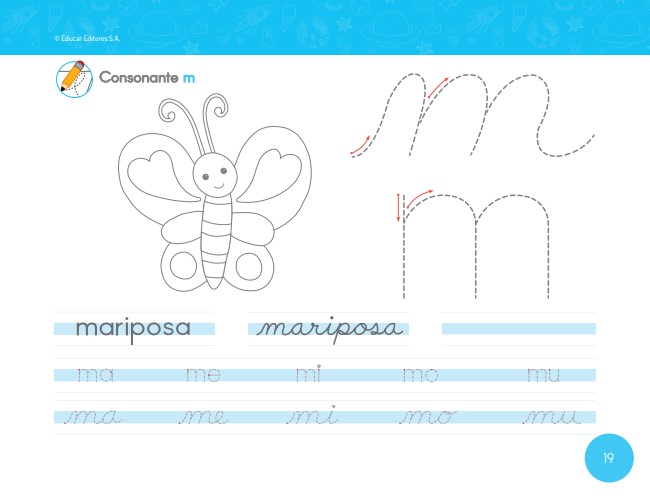 © Educar Editores S.A.
Consonante m
m
m
mariposa mariposa
ma me mi mo mu
ma me mi mo mu
19